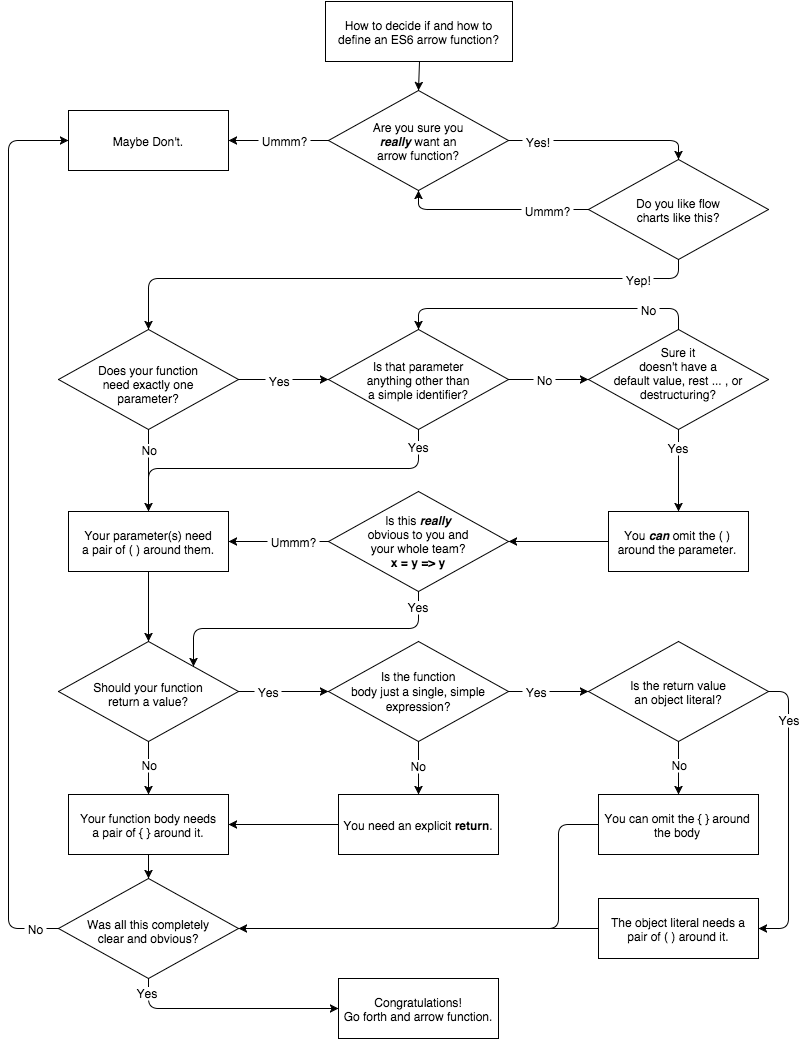 How to decide if and how to
define an ES6 arrow function?
Are you sure you
really want an
arrow function?
Maybe Don't.
Ummm?
Yes!
Do you like flow
charts like this?
Ummm?
Yep!
No
Does your function
need exactly one
parameter?
Yes
Is that parameter
anything other than
a simple identifier?
No
Sure it
doesn't have a
default value, rest ... , or
destructuring?
No
Yes
Yes
Your parameter(s) need
a pair of ( ) around them.
Ummm?
Is this really
obvious to you and
your whole team?
x = y => y
You can omit the ( )
around the parameter.
Yes
Should your function
return a value?
Yes
Is the function
body just a single, simple
expression?
Yes
Is the return value
an object literal?
Yes
No
No
No
Your function body needs
a pair of { } around it.
You need an explicit return.
You can omit the { } around
the body
Was all this completely
clear and obvious?
No
The object literal needs a
pair of ( ) around it.
Yes
Congratulations!
Go forth and arrow function.